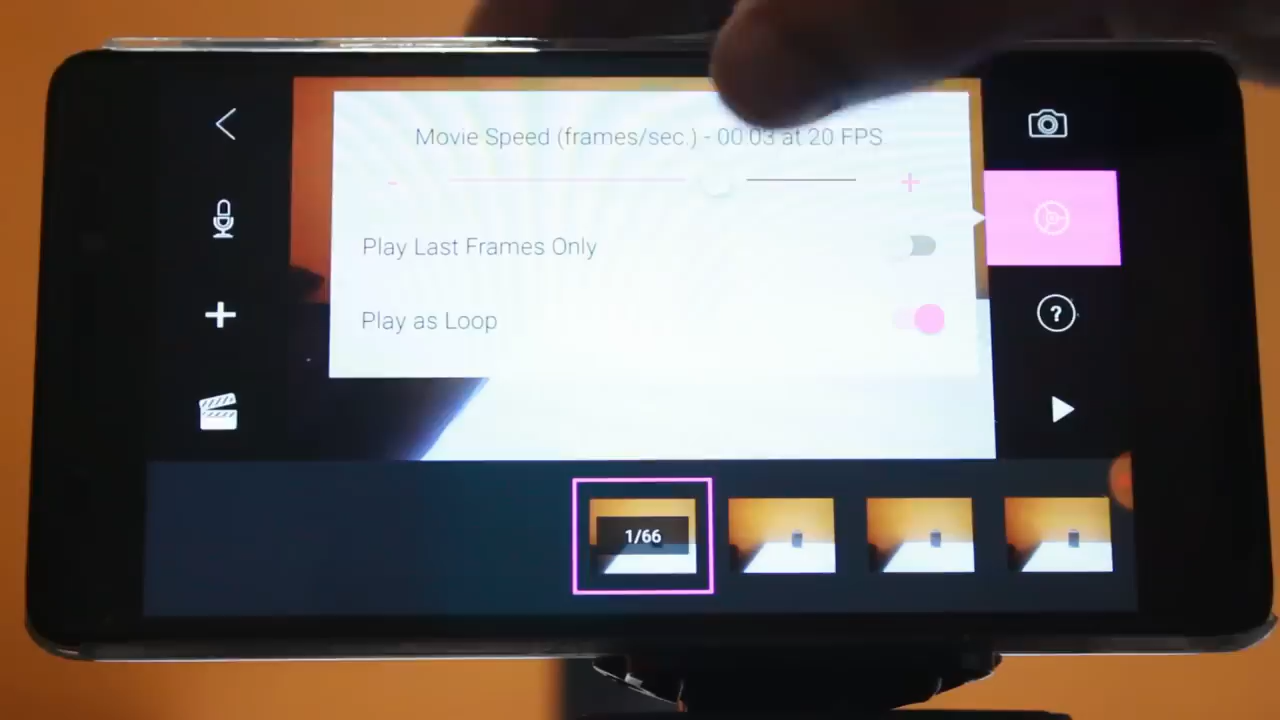 Movie Speed (frames/sec.) - 00:03 at 20 FPS
- +
Play Last Frames Only
Play as Loop
?
1/66